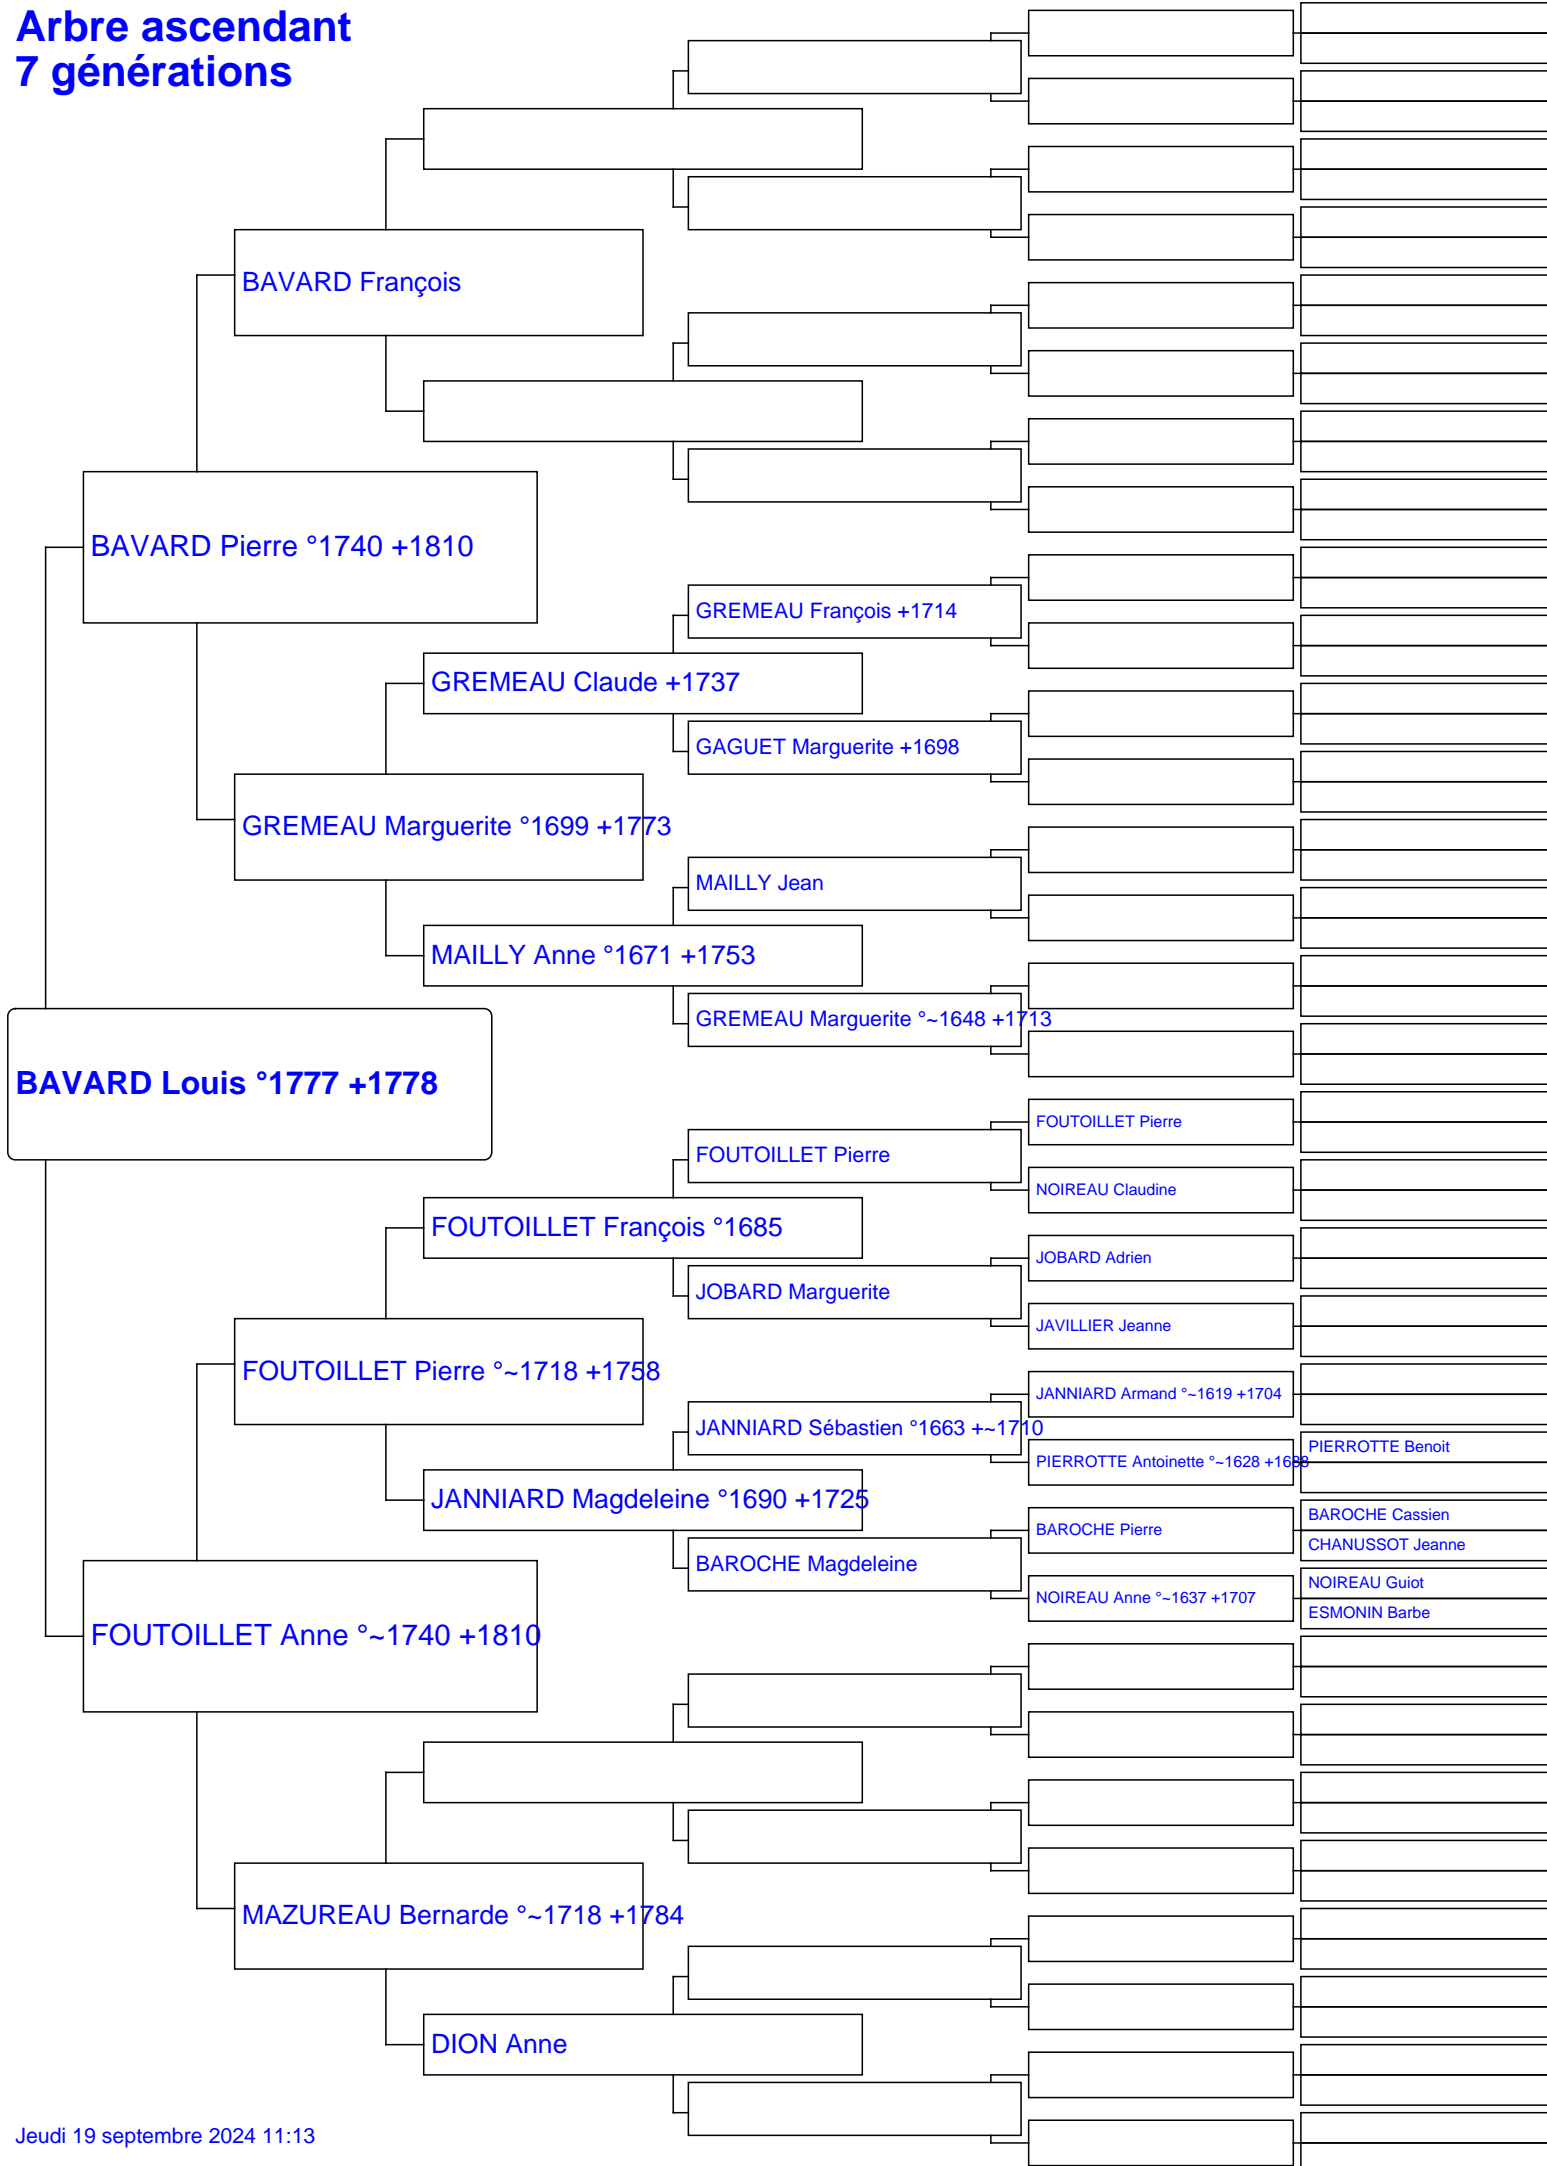 Arbre ascendant
7 générations
BAVARD François
BAVARD Pierre °1740 +1810
GREMEAU François +1714
GREMEAU Claude +1737
GAGUET Marguerite +1698
GREMEAU Marguerite °1699 +1773
MAILLY Jean
MAILLY Anne °1671 +1753
GREMEAU Marguerite °~1648 +1713
BAVARD Louis °1777 +1778
FOUTOILLET Pierre
FOUTOILLET Pierre
NOIREAU Claudine
FOUTOILLET François °1685
JOBARD Adrien
JOBARD Marguerite
JAVILLIER Jeanne
FOUTOILLET Pierre °~1718 +1758
JANNIARD Armand °~1619 +1704
JANNIARD Sébastien °1663 +~1710
PIERROTTE Benoit
PIERROTTE Antoinette °~1628 +1688
JANNIARD Magdeleine °1690 +1725
BAROCHE Cassien
BAROCHE Pierre
CHANUSSOT Jeanne
BAROCHE Magdeleine
NOIREAU Guiot
NOIREAU Anne °~1637 +1707
ESMONIN Barbe
FOUTOILLET Anne °~1740 +1810
MAZUREAU Bernarde °~1718 +1784
DION Anne
Jeudi 19 septembre 2024 11:13